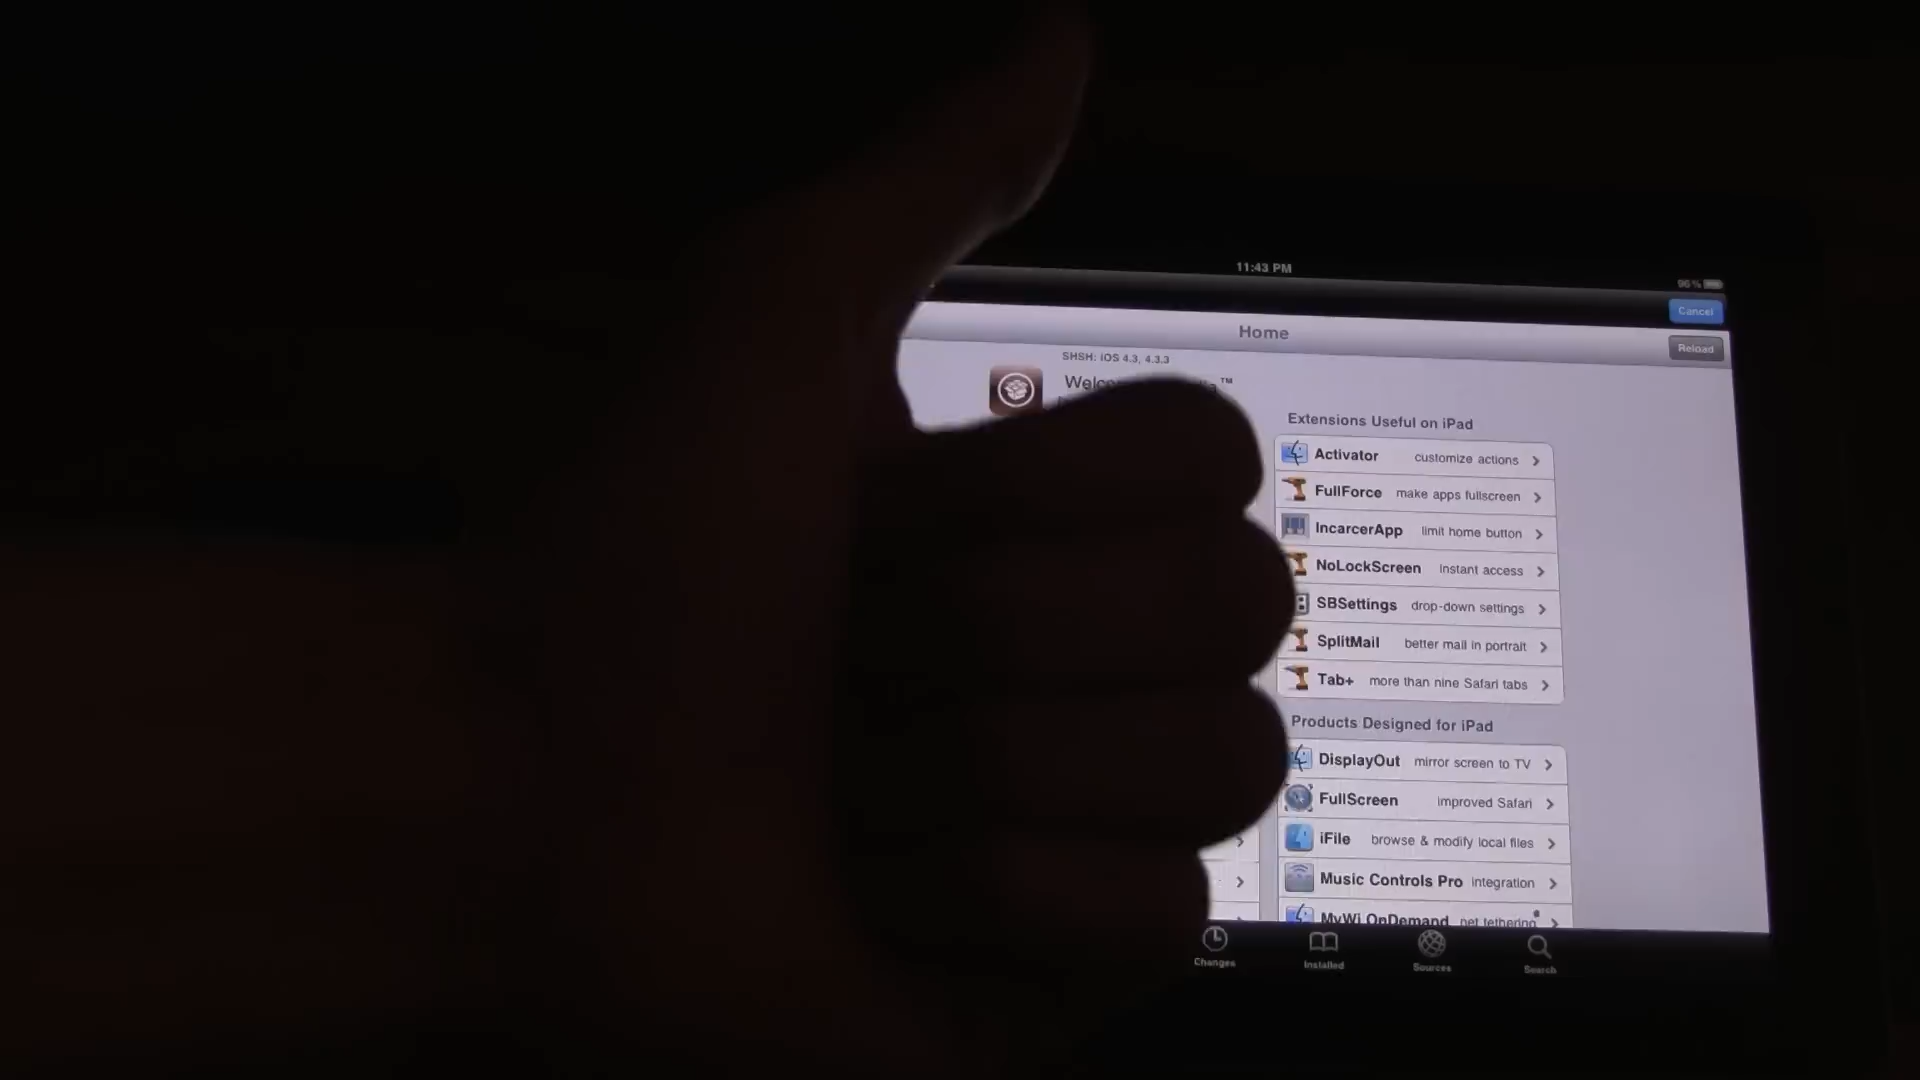 11:43 PM
96 %
Cancel
Home
Reload
SHSH: iOS 4.3, 4.3.3
Extensions Useful on iPad
Activator customize actions
FullForce make apps fullscreen
IncarcerApp limit home button
NoLockScreen instant access
SBSettings drop-down settings
SplitMail better mail in portrait
Tab+ more than nine Safari tabs
Products Designed for iPad
DisplayOut mirror screen to TV
FullScreen improved Safari
iFile browse & modify local files
Music Controls Pro integration
MyWi OnDemand net tethering
Changes
Installed
Sources
Search